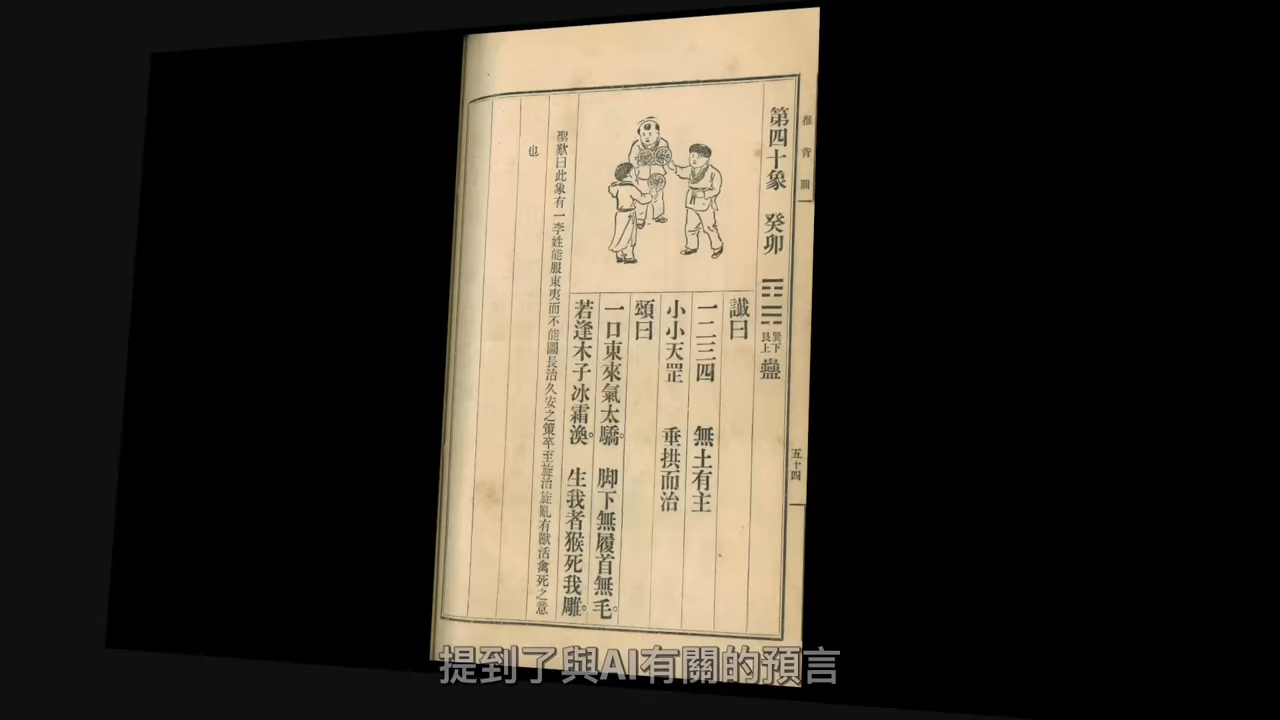 推背圖
第四十象 癸卯
巽下
艮上
蠱
讖曰
一二三四 無土有主
小小天罡 垂拱而治
頌曰
一口東來氣太驕。 脚下無履首無毛。
若逢木子冰霜渙。 生我者猴死我雕。
聖歎曰此象有一李姓能服東夷而不能圖長治久安之策卒至旋治旋亂有獸活禽死之意
也
五十四
提到了與AI有關的預言